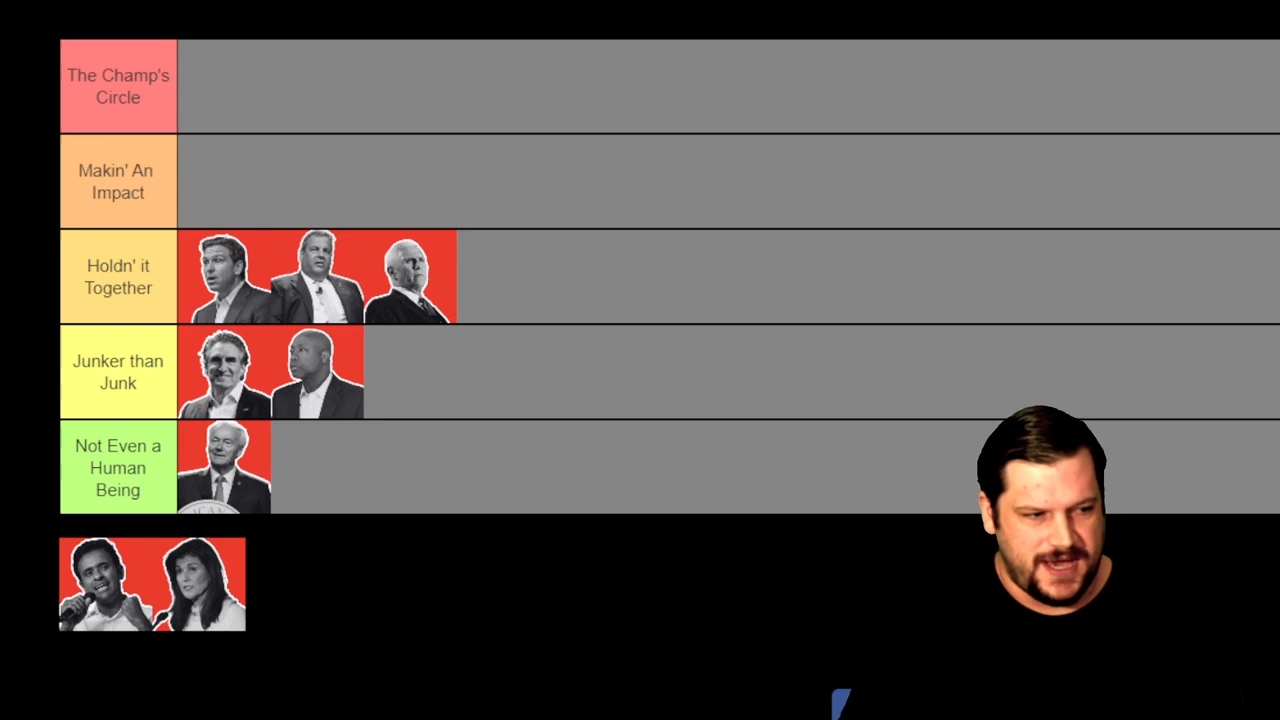 The Champ's
Circle
Makin' An
Impact
Holdn' it
Together
Junker than
Junk
Not Even a
Human
Being